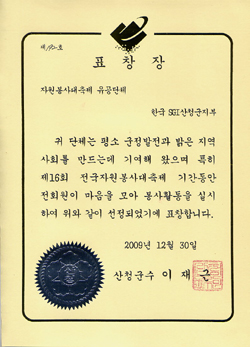 표 창 장
자원봉사대축제 유공단체
한국 SGI산청군지부
귀 단체는 평소 군정발전과 밝은 지역
사회를 만드는데 기여해 왔으며 특히
제16회 전국자원봉사대축제 기간동안
전회원이 마음을 모아 봉사활동을 실시
하여 위와 같이 선정되었기에 표창합니다.
2009년 12월 30일
산청군수 이 재 근